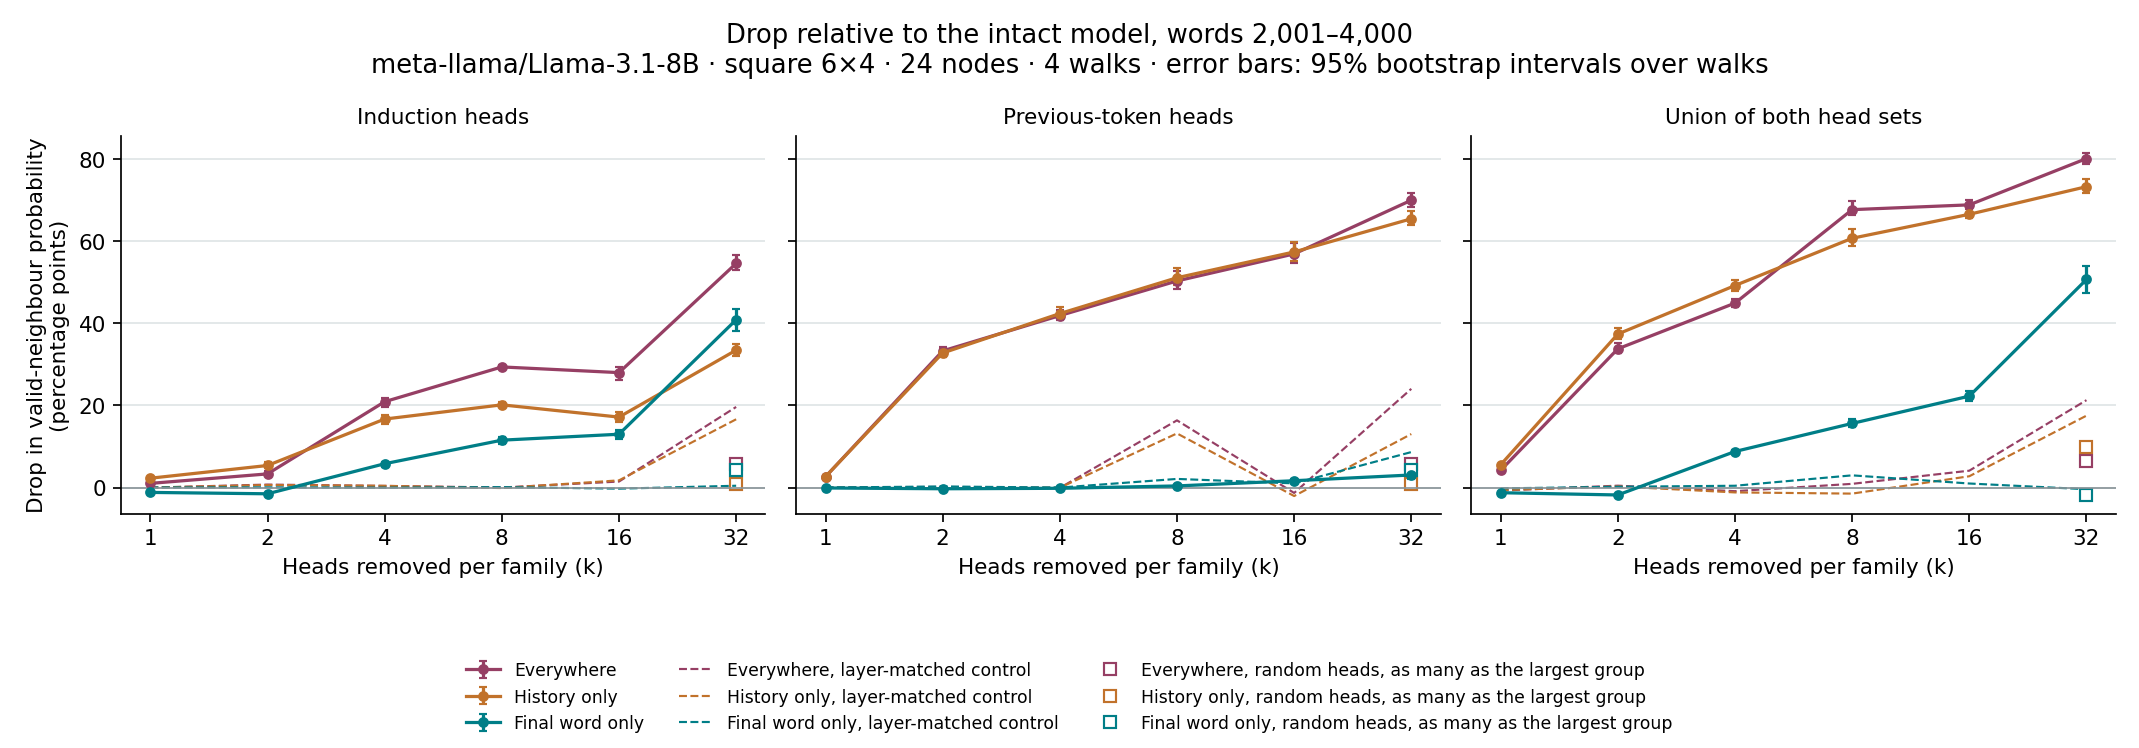 Drop relative to the intact model, words 2,001–4,000
meta-llama/Llama-3.1-8B · square 6×4 · 24 nodes · 4 walks · error bars: 95% bootstrap intervals over walks
Induction heads
Previous-token heads
Union of both head sets
Drop in valid-neighbour probability
(percentage points)
80
60
40
20
0
1 2 4 8 16 32
1 2 4 8 16 32
1 2 4 8 16 32
Heads removed per family (k)
Heads removed per family (k)
Heads removed per family (k)
Everywhere
History only
Final word only
Everywhere, layer-matched control
History only, layer-matched control
Final word only, layer-matched control
Everywhere, random heads, as many as the largest group
History only, random heads, as many as the largest group
Final word only, random heads, as many as the largest group